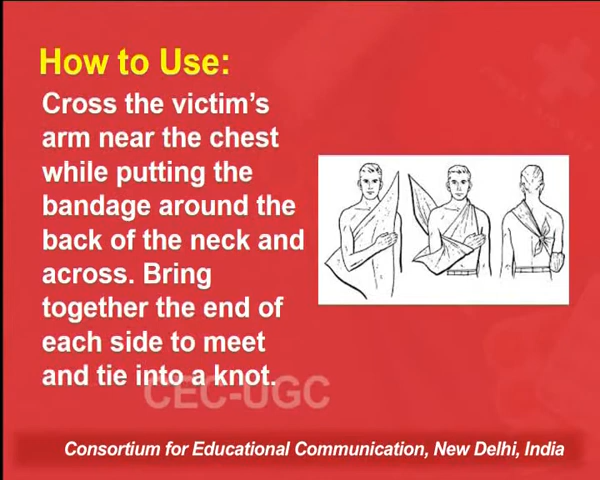 How to Use:
Cross the victim's
arm near the chest
while putting the
bandage around the
back of the neck and
across. Bring
together the end of
each side to meet
and tie into a knot.
CEC-UGC
Consortium for Educational Communication, New Delhi, India